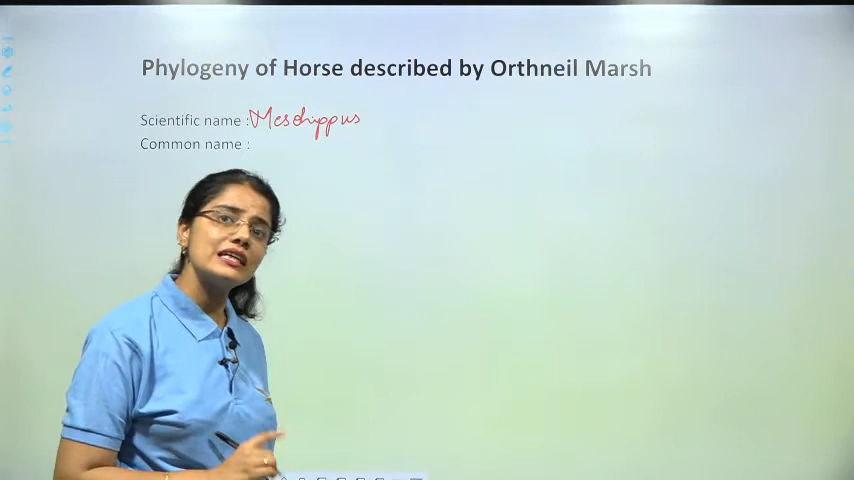 Phylogeny of Horse described by Orthneil Marsh
Scientific name : Mesohippus
Common name :